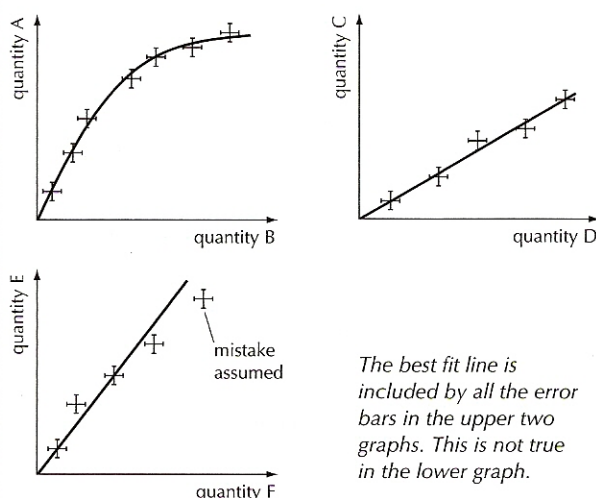 quantity A
quantity B
quantity C
quantity D
quantity E
mistake
assumed
quantity F
The best fit line is
included by all the error
bars in the upper two
graphs. This is not true
in the lower graph.